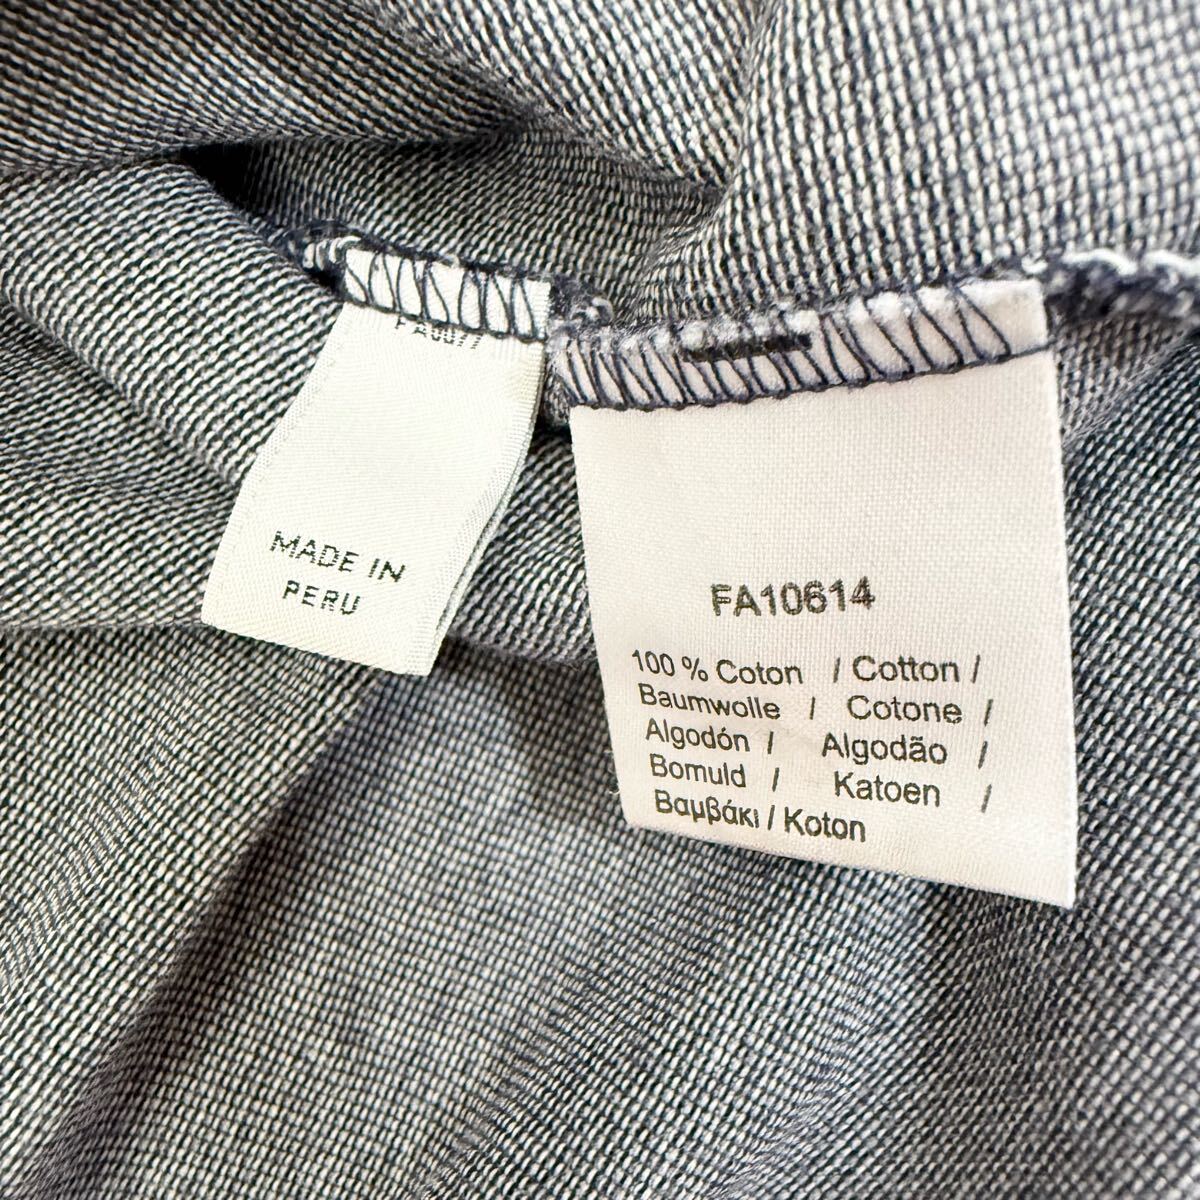 MADE IN
PERU
FA10614
100 % Coton / Cotton /
Baumwolle / Cotone /
Algodón / Algodão /
Bomuld / Katoen /
Βαμβάκι / Koton